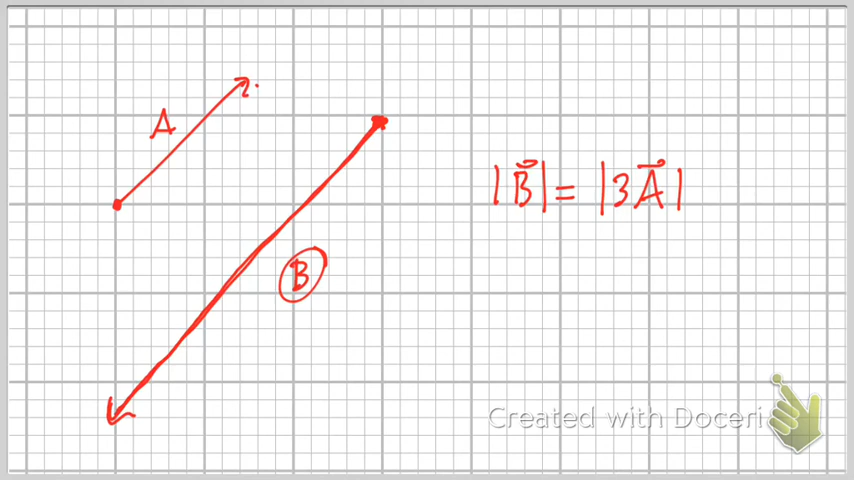 A
|B⃗| = |3A⃗|
B
Created with Doceri